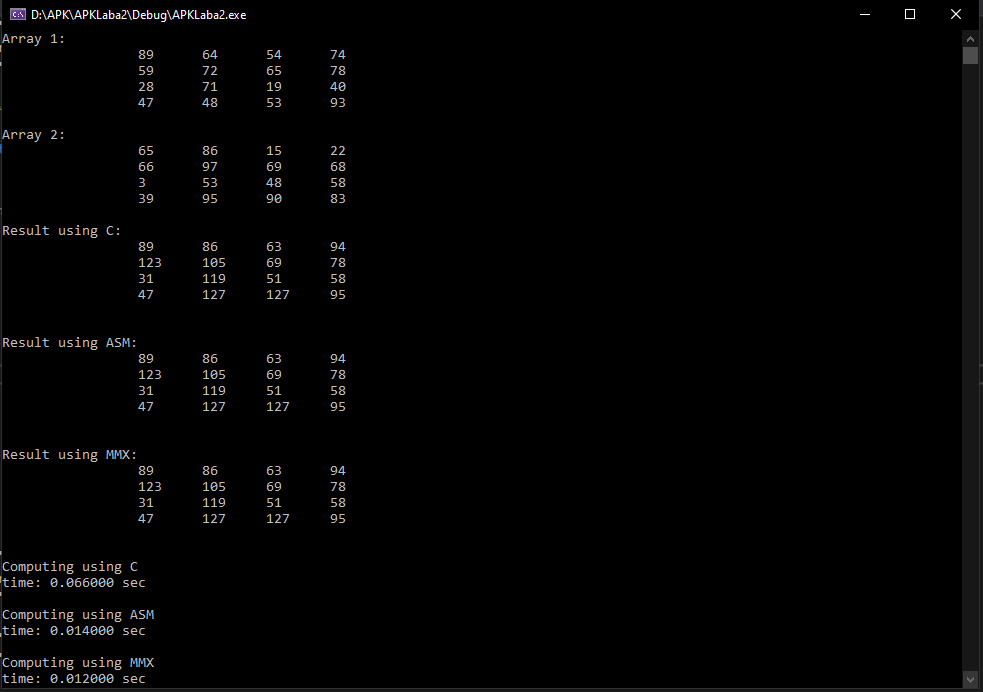 D:\APK\APKLaba2\Debug\APKLaba2.exe
Array 1:
89 64 54 74
59 72 65 78
28 71 19 40
47 48 53 93
Array 2:
65 86 15 22
66 97 69 68
3 53 48 58
39 95 90 83
Result using C:
89 86 63 94
123 105 69 78
31 119 51 58
47 127 127 95
Result using ASM:
89 86 63 94
123 105 69 78
31 119 51 58
47 127 127 95
Result using MMX:
89 86 63 94
123 105 69 78
31 119 51 58
47 127 127 95
Computing using C
time: 0.066000 sec
Computing using ASM
time: 0.014000 sec
Computing using MMX
time: 0.012000 sec